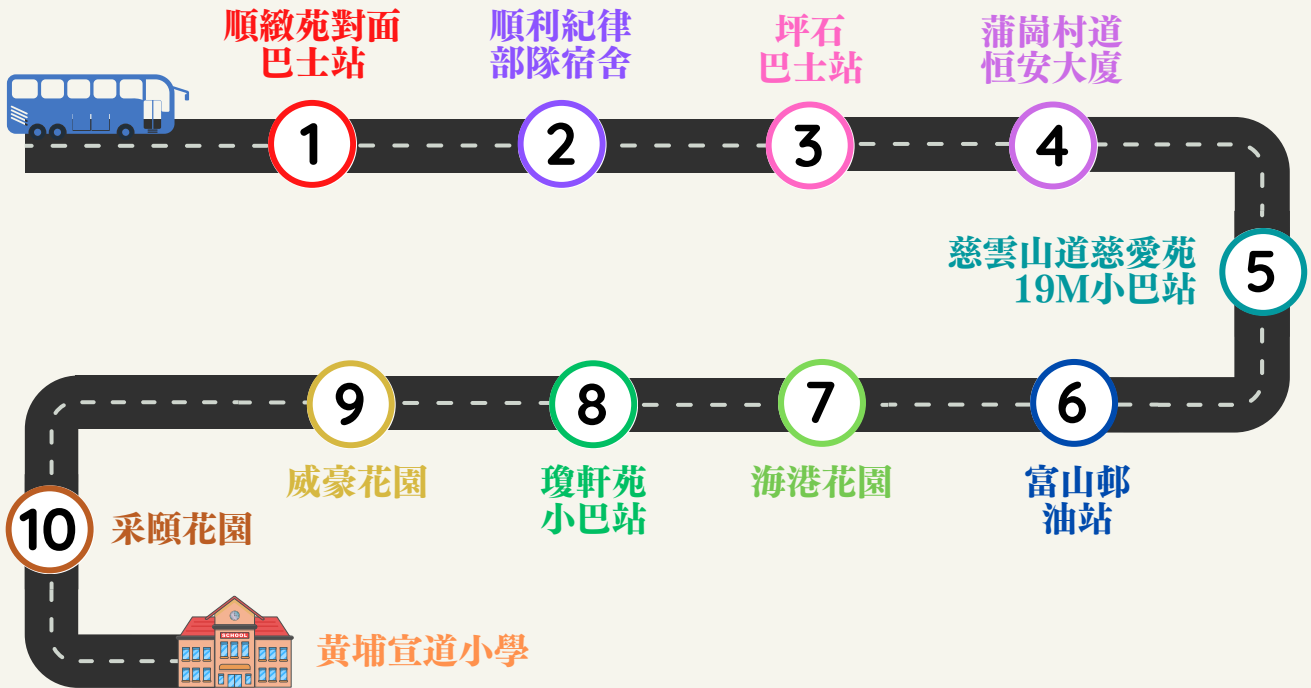 順緻苑對面
巴士站
1
順利紀律
部隊宿舍
2
坪石
巴士站
3
蒲崗村道
恒安大廈
4
慈雲山道慈愛苑
19M小巴站
5
富山邨
油站
6
海港花園
7
瓊軒苑
小巴站
8
威豪花園
9
采頤花園
10
SCHOOL
黃埔宣道小學